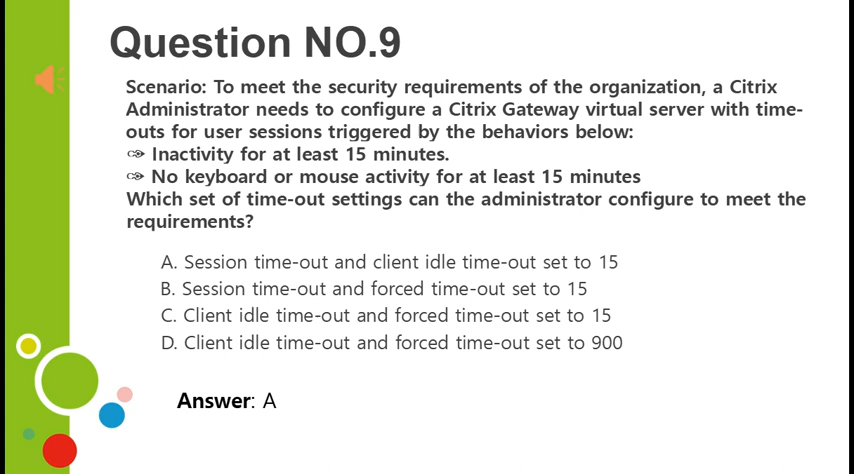 Question NO.9
Scenario: To meet the security requirements of the organization, a Citrix
Administrator needs to configure a Citrix Gateway virtual server with time-
outs for user sessions triggered by the behaviors below:
Inactivity for at least 15 minutes.
No keyboard or mouse activity for at least 15 minutes
Which set of time-out settings can the administrator configure to meet the
requirements?
A. Session time-out and client idle time-out set to 15
B. Session time-out and forced time-out set to 15
C. Client idle time-out and forced time-out set to 15
D. Client idle time-out and forced time-out set to 900
Answer: A